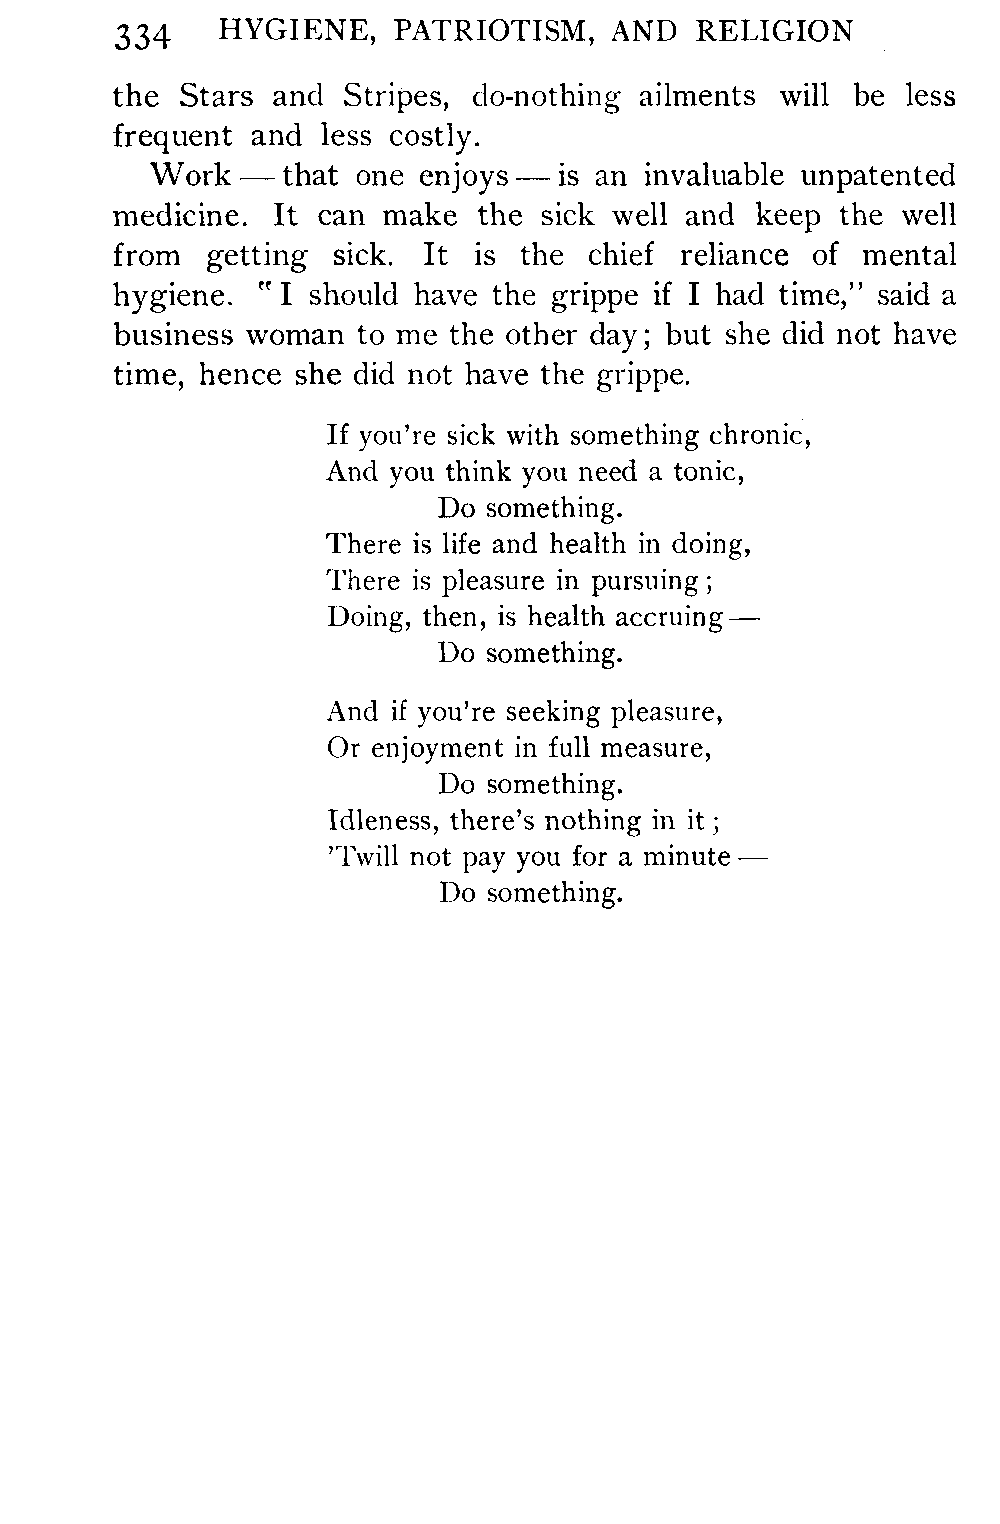 334 HYGIENE, PATRIOTISM, AND RELIGION
the Stars and Stripes, do-nothing ailments will be less
frequent and less costly.
Work — that one enjoys — is an invaluable unpatented
medicine. It can make the sick well and keep the well
from getting sick. It is the chief reliance of mental
hygiene. "I should have the grippe if I had time," said a
business woman to me the other day; but she did not have
time, hence she did not have the grippe.
If you're sick with something chronic,
And you think you need a tonic,
Do something.
There is life and health in doing,
There is pleasure in pursuing;
Doing, then, is health accruing—
Do something.
And if you're seeking pleasure,
Or enjoyment in full measure,
Do something.
Idleness, there's nothing in it;
'Twill not pay you for a minute—
Do something.